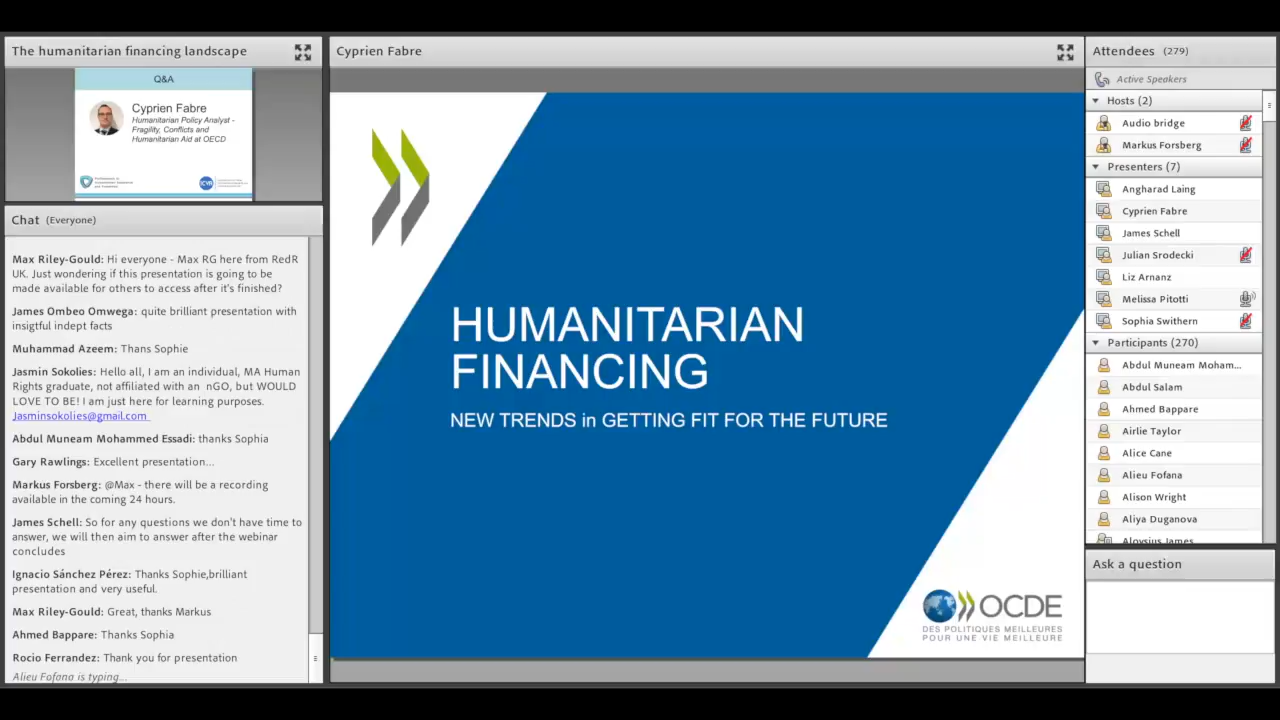 The humanitarian financing landscape
Q&A
Cyprien Fabre
Humanitarian Policy Analyst -
Fragility, Conflicts and
Humanitarian Aid at OECD
Chat (Everyone)
Max Riley-Gould: Hi everyone - Max RG here from RedR
UK. Just wondering if this presentation is going to be
made available for others to access after it's finished?
James Ombeo Omwega: quite brilliant presentation with
insigtful indept facts
Muhammad Azeem: Thans Sophie
Jasmin Sokolies: Hello all, I am an individual, MA Human
Rights graduate, not affiliated with an nGO, but WOULD
LOVE TO BE! I am just here for learning purposes.
Jasminsokolies@gmail.com
Abdul Muneam Mohammed Essadi: thanks Sophia
Gary Rawlings: Excellent presentation...
Markus Forsberg: @Max - there will be a recording
available in the coming 24 hours.
James Schell: So for any questions we don't have time to
answer, we will then aim to answer after the webinar
concludes
Ignacio Sánchez Pérez: Thanks Sophie,brilliant
presentation and very useful.
Max Riley-Gould: Great, thanks Markus
Ahmed Bappare: Thanks Sophia
Rocio Ferrandez: Thank you for presentation
Alieu Fofana is typing...
Cyprien Fabre
HUMANITARIAN
FINANCING
NEW TRENDS in GETTING FIT FOR THE FUTURE
OCDE
DES POLITIQUES MEILLEURES
POUR UNE VIE MEILLEURE
Attendees (279)
Active Speakers
Hosts (2)
Audio bridge
Markus Forsberg
Presenters (7)
Angharad Laing
Cyprien Fabre
James Schell
Julian Srodecki
Liz Arnanz
Melissa Pitotti
Sophia Swithern
Participants (270)
Abdul Muneam Moham...
Abdul Salam
Ahmed Bappare
Airlie Taylor
Alice Cane
Alieu Fofana
Alison Wright
Aliya Duganova
Aloysius James
Ask a question